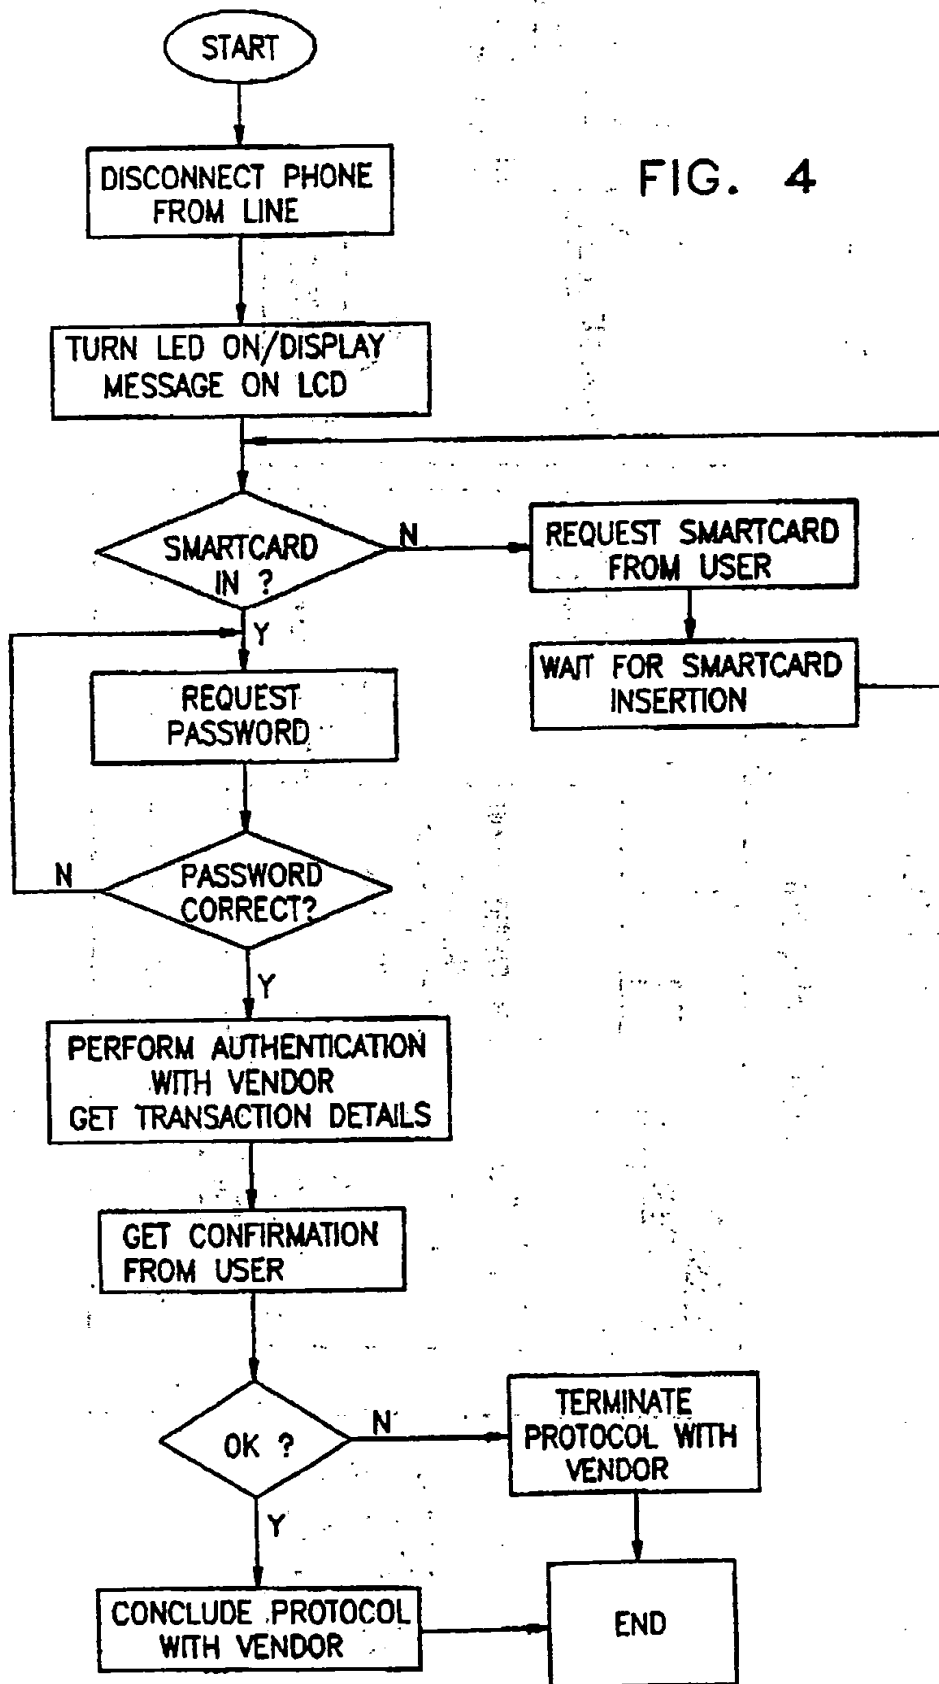 START
FIG. 4
DISCONNECT PHONE
FROM LINE
TURN LED ON/DISPLAY
MESSAGE ON LCD
SMARTCARD
IN ?
N
REQUEST SMARTCARD
FROM USER
Y
WAIT FOR SMARTCARD
INSERTION
REQUEST
PASSWORD
N
PASSWORD
CORRECT?
Y
PERFORM AUTHENTICATION
WITH VENDOR
GET TRANSACTION DETAILS
GET CONFIRMATION
FROM USER
OK ?
N
TERMINATE
PROTOCOL WITH
VENDOR
Y
CONCLUDE PROTOCOL
WITH VENDOR
END